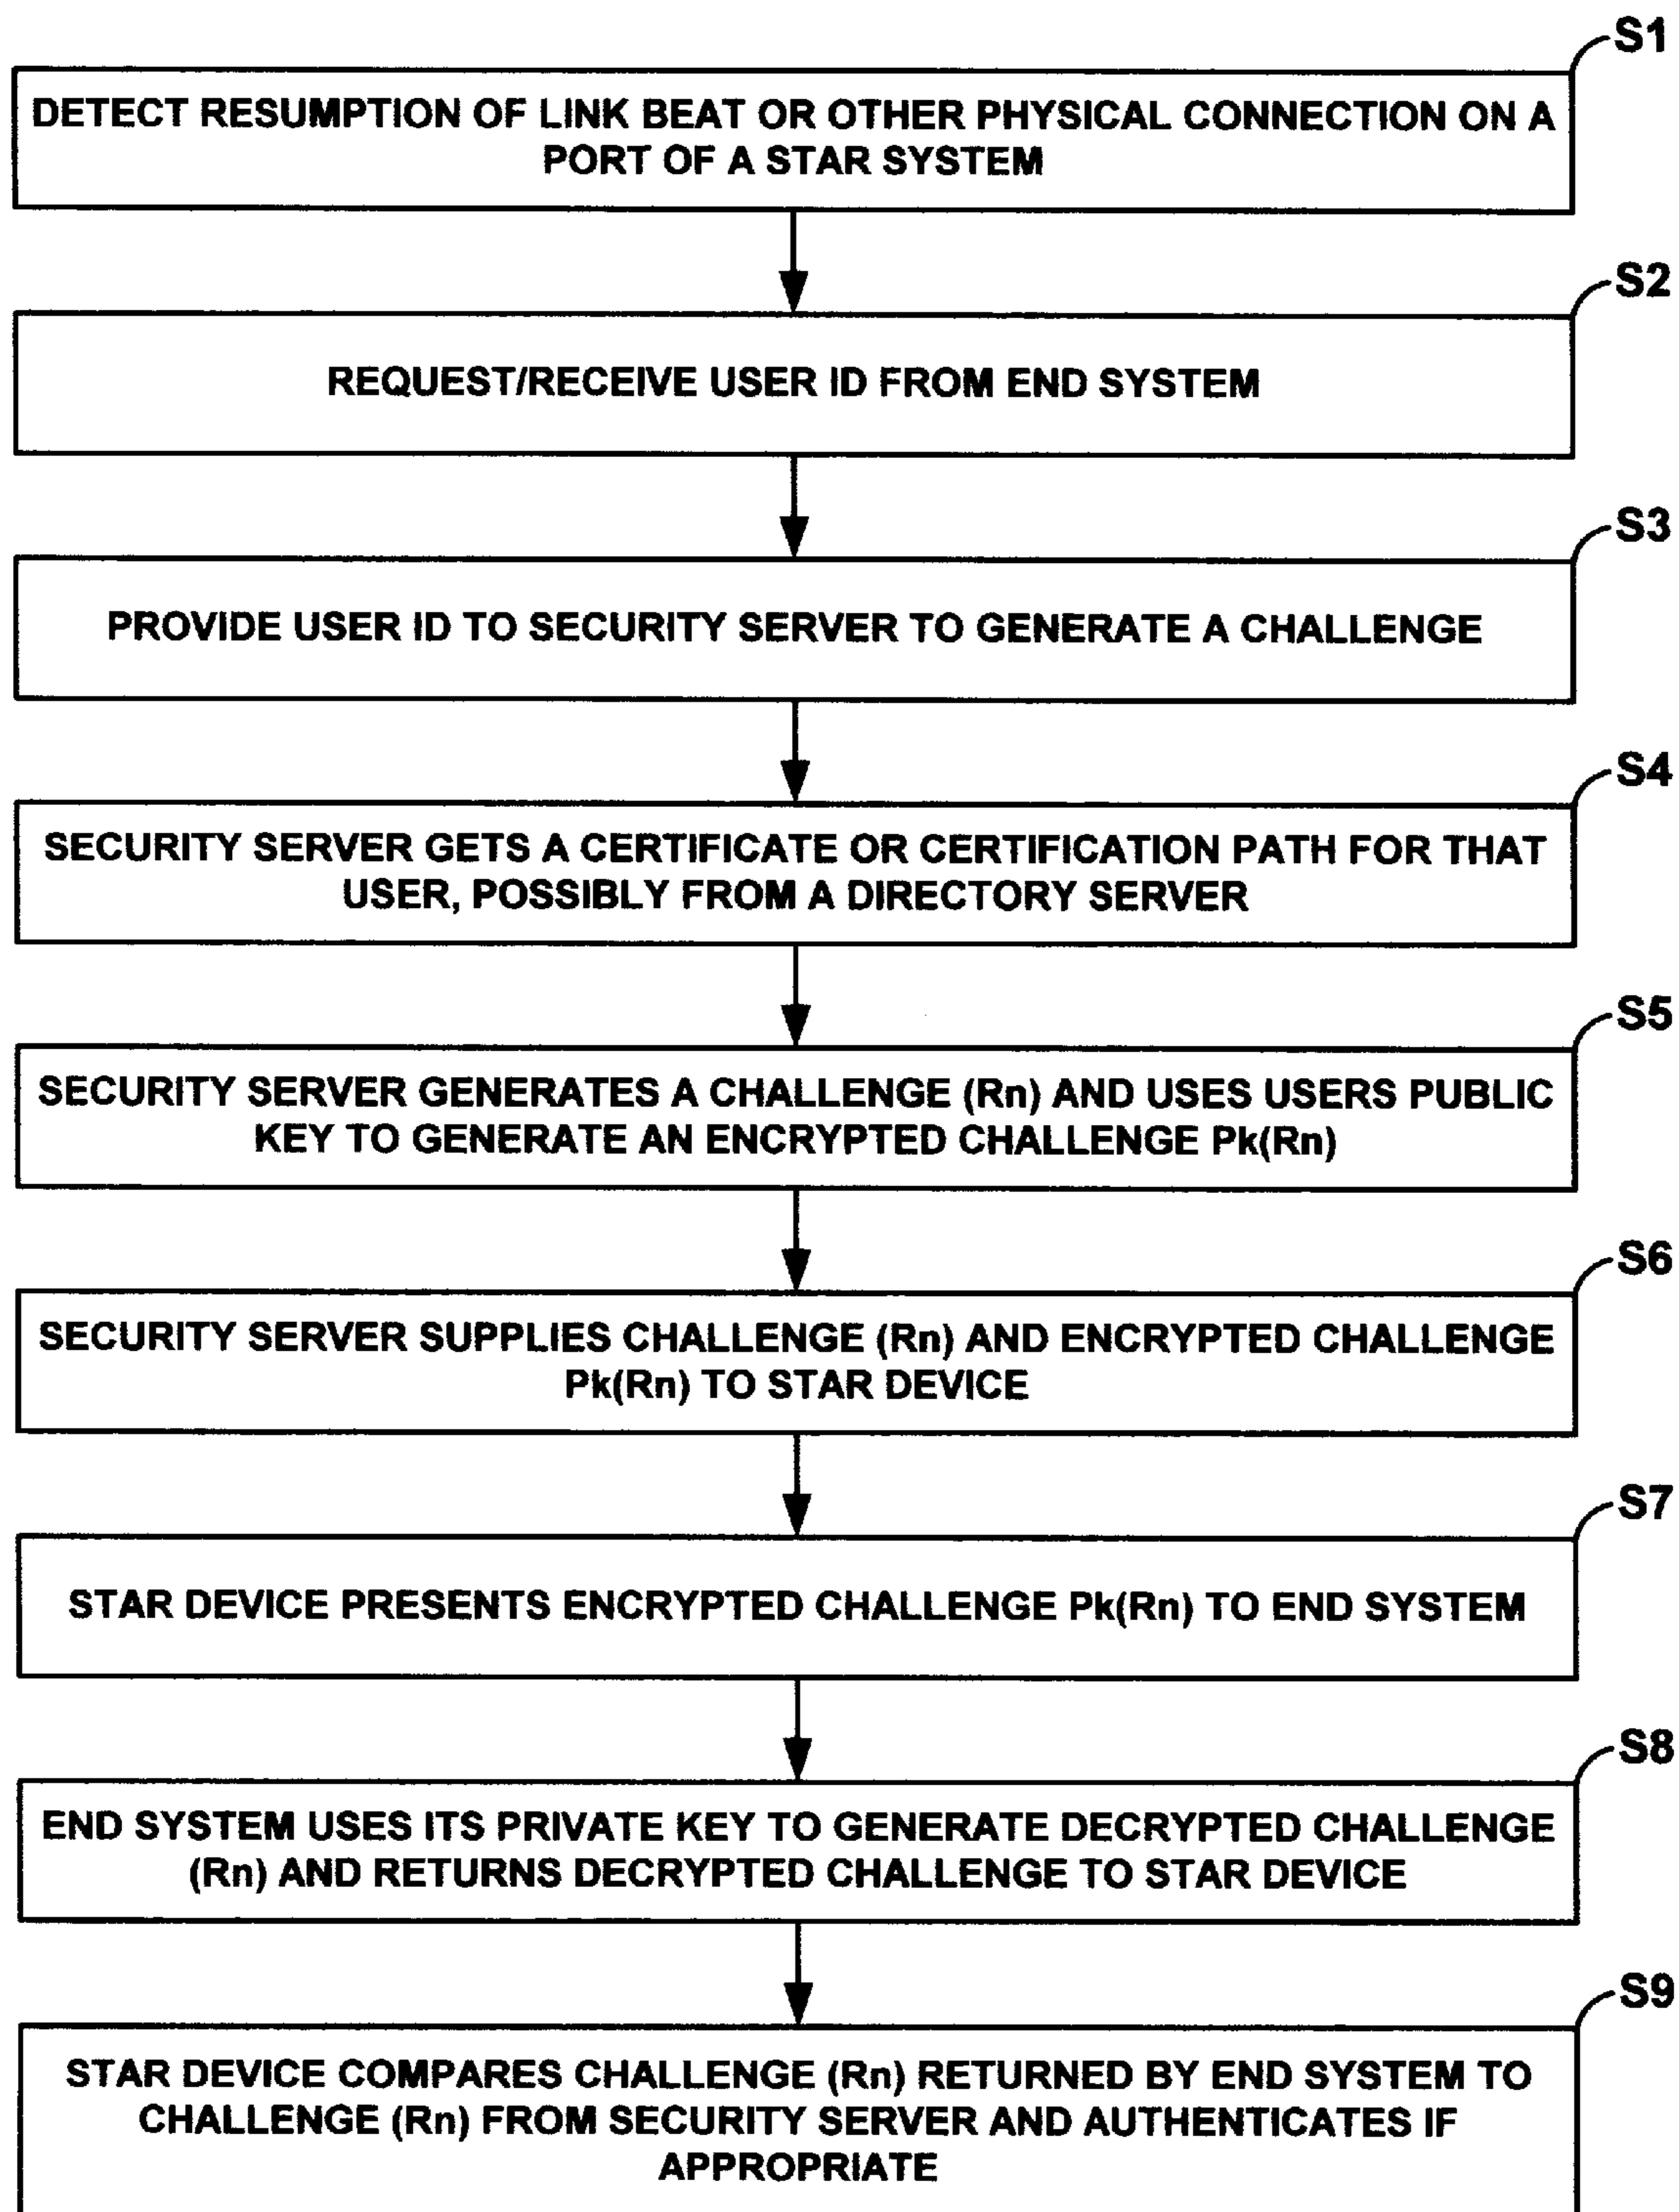 S1
DETECT RESUMPTION OF LINK BEAT OR OTHER PHYSICAL CONNECTION ON A
PORT OF A STAR SYSTEM
S2
REQUEST/RECEIVE USER ID FROM END SYSTEM
S3
PROVIDE USER ID TO SECURITY SERVER TO GENERATE A CHALLENGE
S4
SECURITY SERVER GETS A CERTIFICATE OR CERTIFICATION PATH FOR THAT
USER, POSSIBLY FROM A DIRECTORY SERVER
S5
SECURITY SERVER GENERATES A CHALLENGE (Rn) AND USES USERS PUBLIC
KEY TO GENERATE AN ENCRYPTED CHALLENGE Pk(Rn)
S6
SECURITY SERVER SUPPLIES CHALLENGE (Rn) AND ENCRYPTED CHALLENGE
Pk(Rn) TO STAR DEVICE
S7
STAR DEVICE PRESENTS ENCRYPTED CHALLENGE Pk(Rn) TO END SYSTEM
S8
END SYSTEM USES ITS PRIVATE KEY TO GENERATE DECRYPTED CHALLENGE
(Rn) AND RETURNS DECRYPTED CHALLENGE TO STAR DEVICE
S9
STAR DEVICE COMPARES CHALLENGE (Rn) RETURNED BY END SYSTEM TO
CHALLENGE (Rn) FROM SECURITY SERVER AND AUTHENTICATES IF
APPROPRIATE